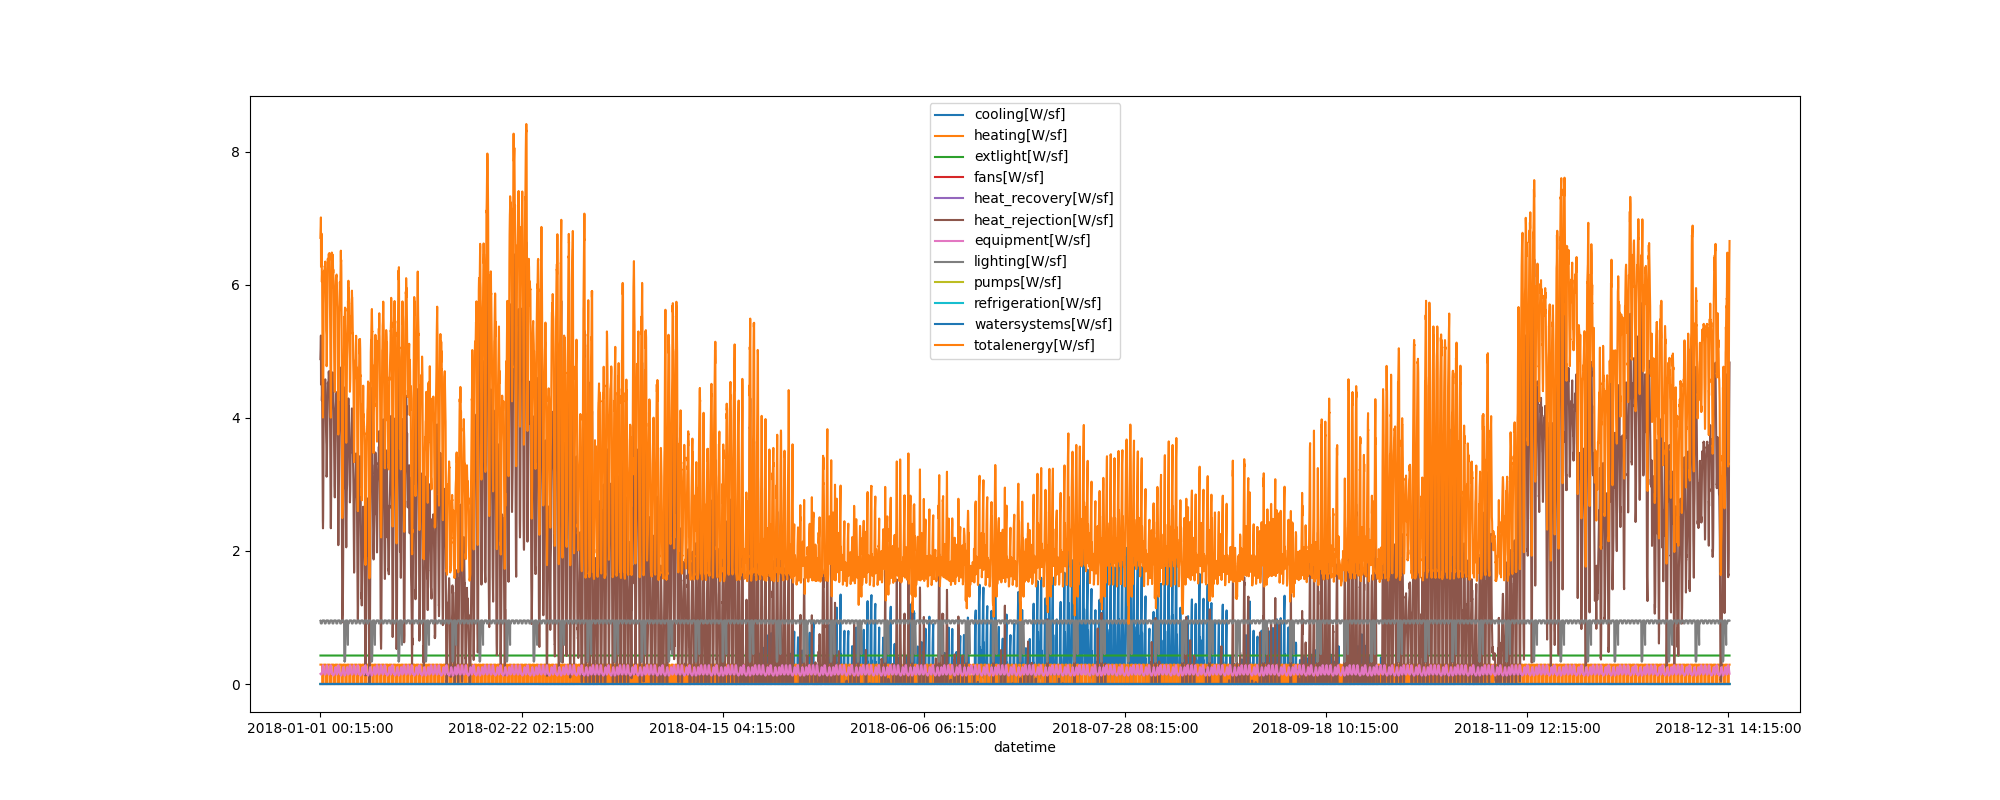 cooling[W/sf]
heating[W/sf]
extlight[W/sf]
fans[W/sf]
heat_recovery[W/sf]
heat_rejection[W/sf]
equipment[W/sf]
lighting[W/sf]
pumps[W/sf]
refrigeration[W/sf]
watersystems[W/sf]
totalenergy[W/sf]
8
6
4
2
0
2018-01-01 00:15:00 2018-02-22 02:15:00 2018-04-15 04:15:00 2018-06-06 06:15:00 2018-07-28 08:15:00 2018-09-18 10:15:00 2018-11-09 12:15:00 2018-12-31 14:15:00
datetime